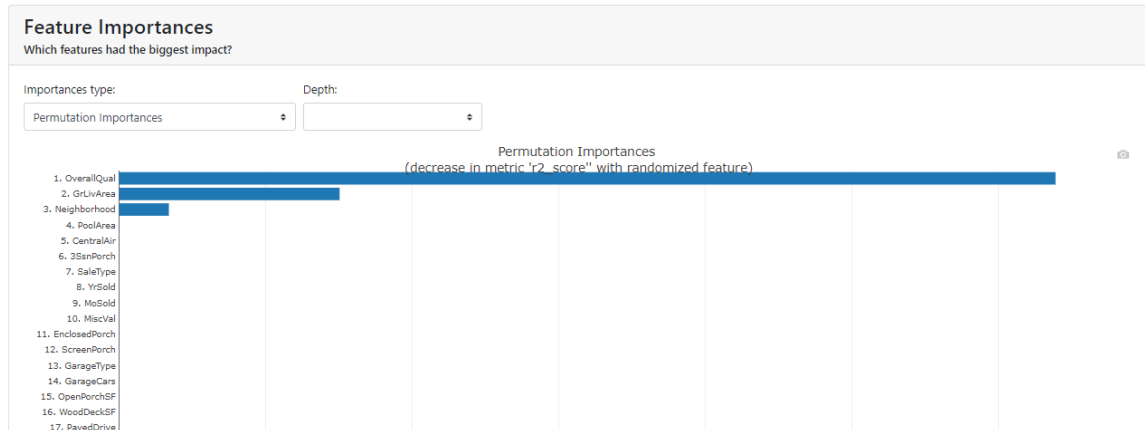 Feature Importances
Which features had the biggest impact?
Importances type:
Depth:
Permutation Importances
Permutation Importances
(decrease in metric 'r2_score'' with randomized feature)
1. OverallQual
2. GrLivArea
3. Neighborhood
4. PoolArea
5. CentralAir
6. 3SsnPorch
7. SaleType
8. YrSold
9. MoSold
10. MiscVal
11. EnclosedPorch
12. ScreenPorch
13. GarageType
14. GarageCars
15. OpenPorchSF
16. WoodDeckSF
17. PavedDrive